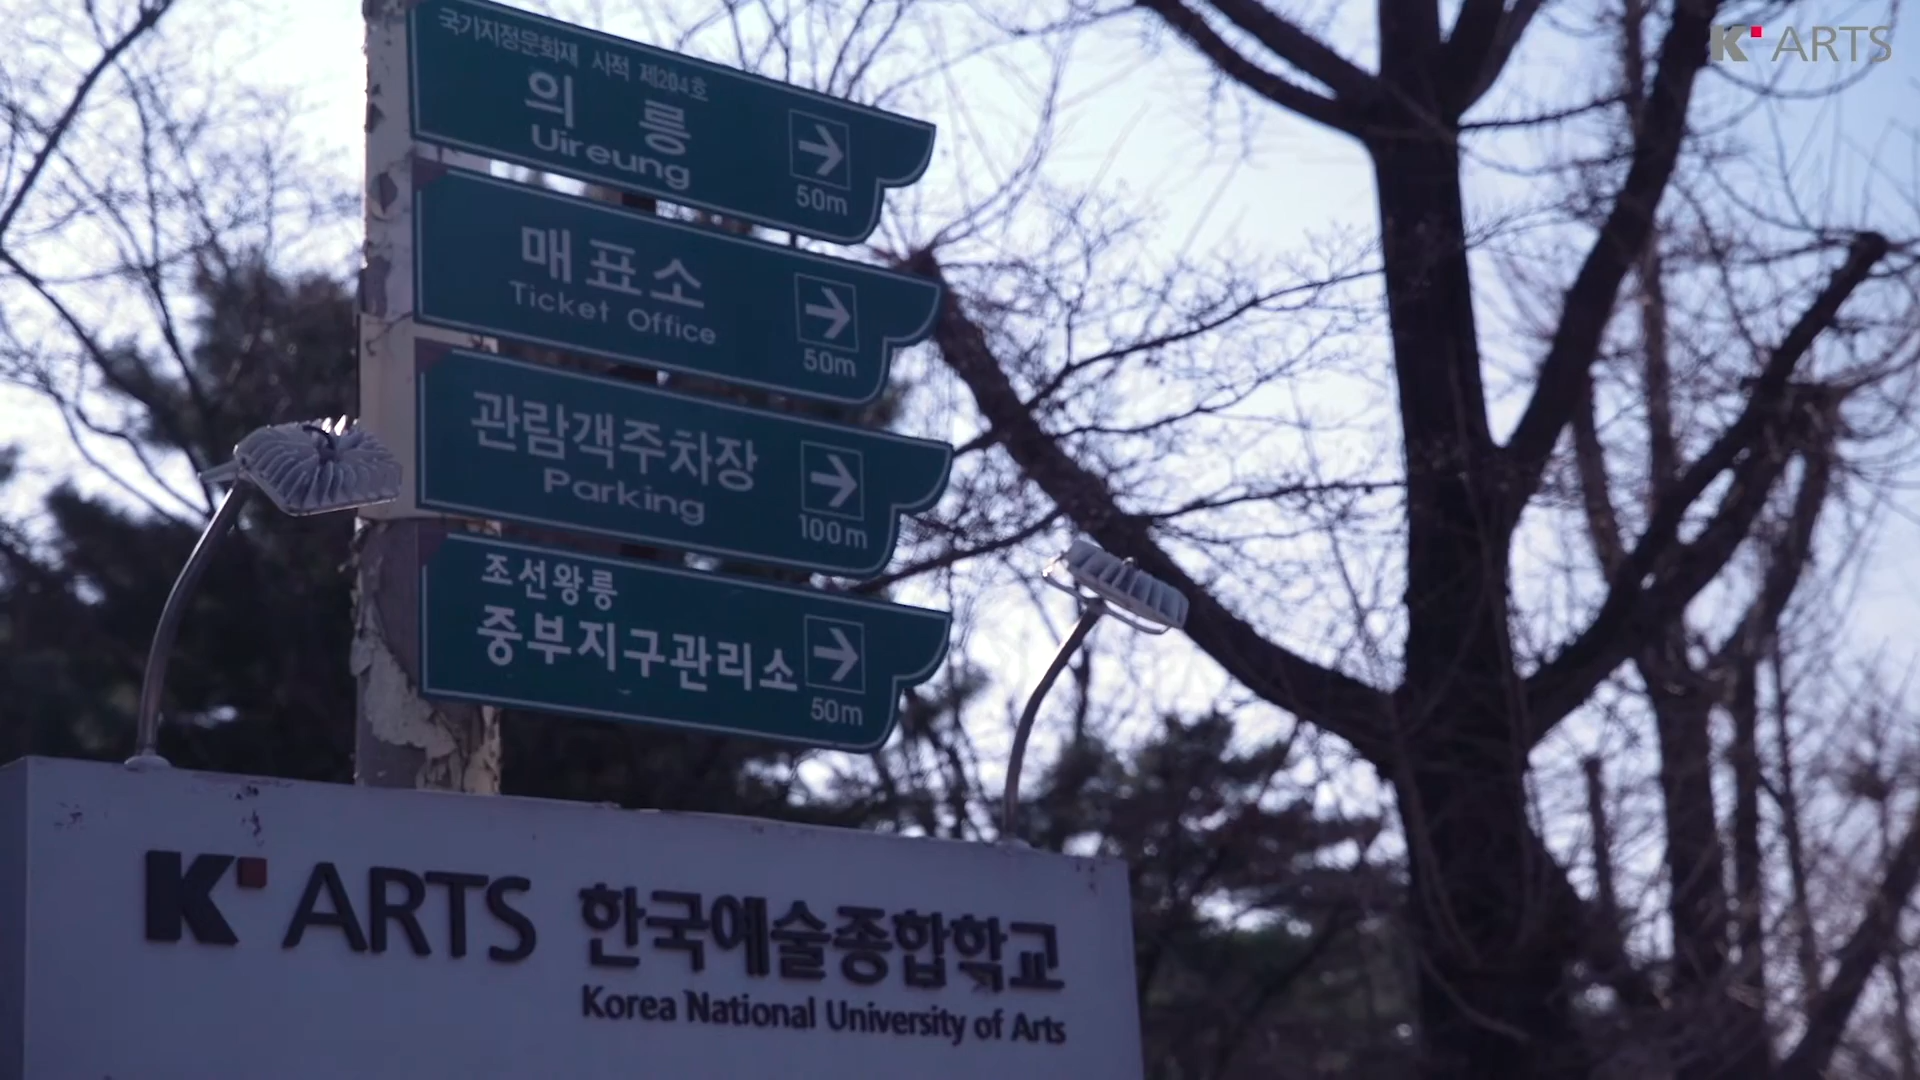 K ARTS
국가지정문화재 사적 제204호
의릉
Uireung
50m
매표소
Ticket Office
50m
관람객주차장
Parking
100m
조선왕릉
중부지구관리소
50m
K ARTS 한국예술종합학교
Korea National University of Arts